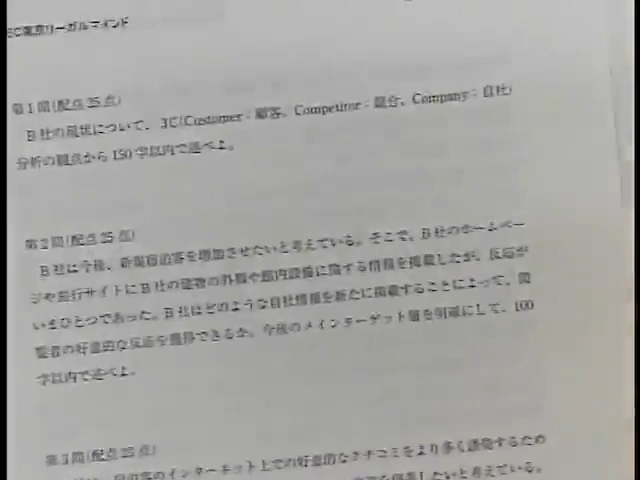 LEC東京リーガルマインド
第1問(配点25点)
B社の現状について、3C(Customer：顧客、Competitor：競合、Company：自社)
分析の観点から150字以内で述べよ。
第2問(配点25点)
B社は今後、新規宿泊客を増加させたいと考えている。そこで、B社のホームペー
ジや旅行サイトにB社の建物の外観や館内設備に関する情報を掲載したが、反応が
いまひとつであった。B社はどのような自社情報を新たに掲載することによって、閲
覧者の好意的な反応を獲得できるか。今後のメインターゲット層を明確にして、100
字以内で述べよ。
第3問(配点25点)
のインターネット上での好意的なクチコミをより多く誘発するため
したいと考えている。